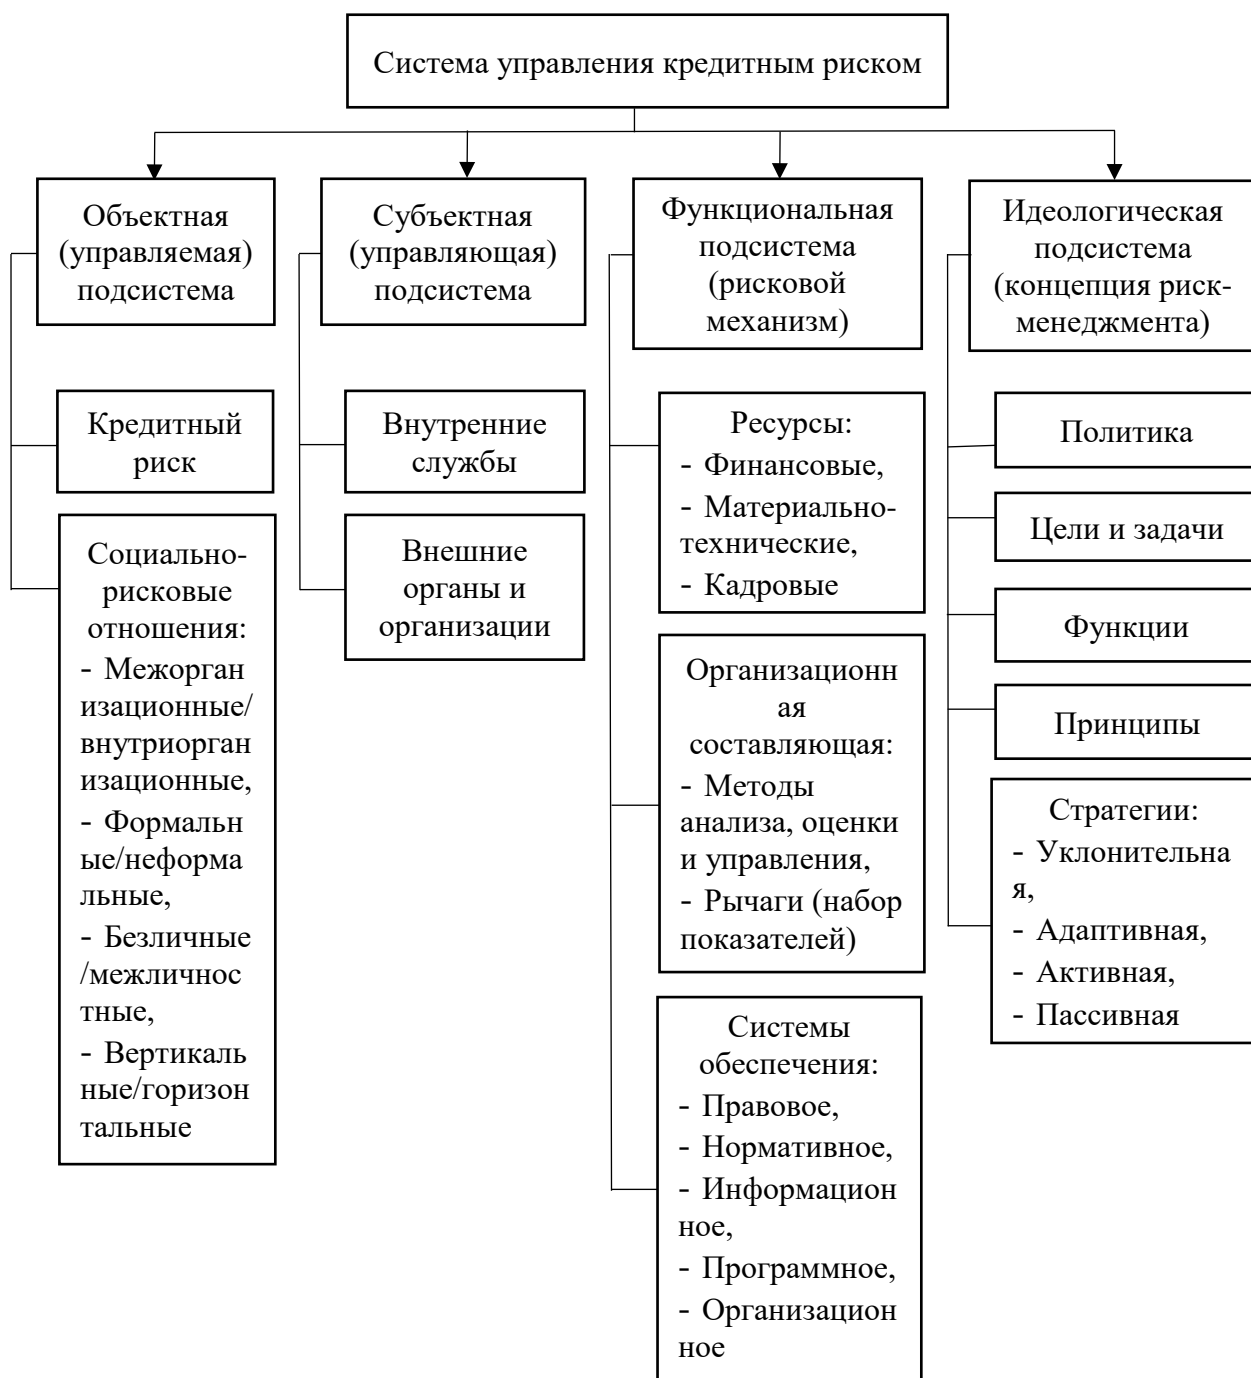 Система управления кредитным риском
Объектная
(управляемая)
подсистема
Субъектная
(управляющая)
подсистема
Функциональная
подсистема
(рисковой
механизм)
Идеологическая
подсистема
(концепция риск-
менеджмента)
Кредитный
риск
Социально-
рисковые
отношения:
- Межорган
изационные/
внутриорган
изационные,
- Формальн
ые/неформа
льные,
- Безличные
/межличнос
тные,
- Вертикаль
ные/горизон
тальные
Внутренние
службы
Внешние
органы и
организации
Ресурсы:
- Финансовые,
- Материально-
технические,
- Кадровые
Организационн
ая
составляющая:
- Методы
анализа, оценки
и управления,
- Рычаги (набор
показателей)
Системы
обеспечения:
- Правовое,
- Нормативное,
- Информацион
ное,
- Программное,
- Организацион
ное
Политика
Цели и задачи
Функции
Принципы
Стратегии:
- Уклонительна
я,
- Адаптивная,
- Активная,
- Пассивная